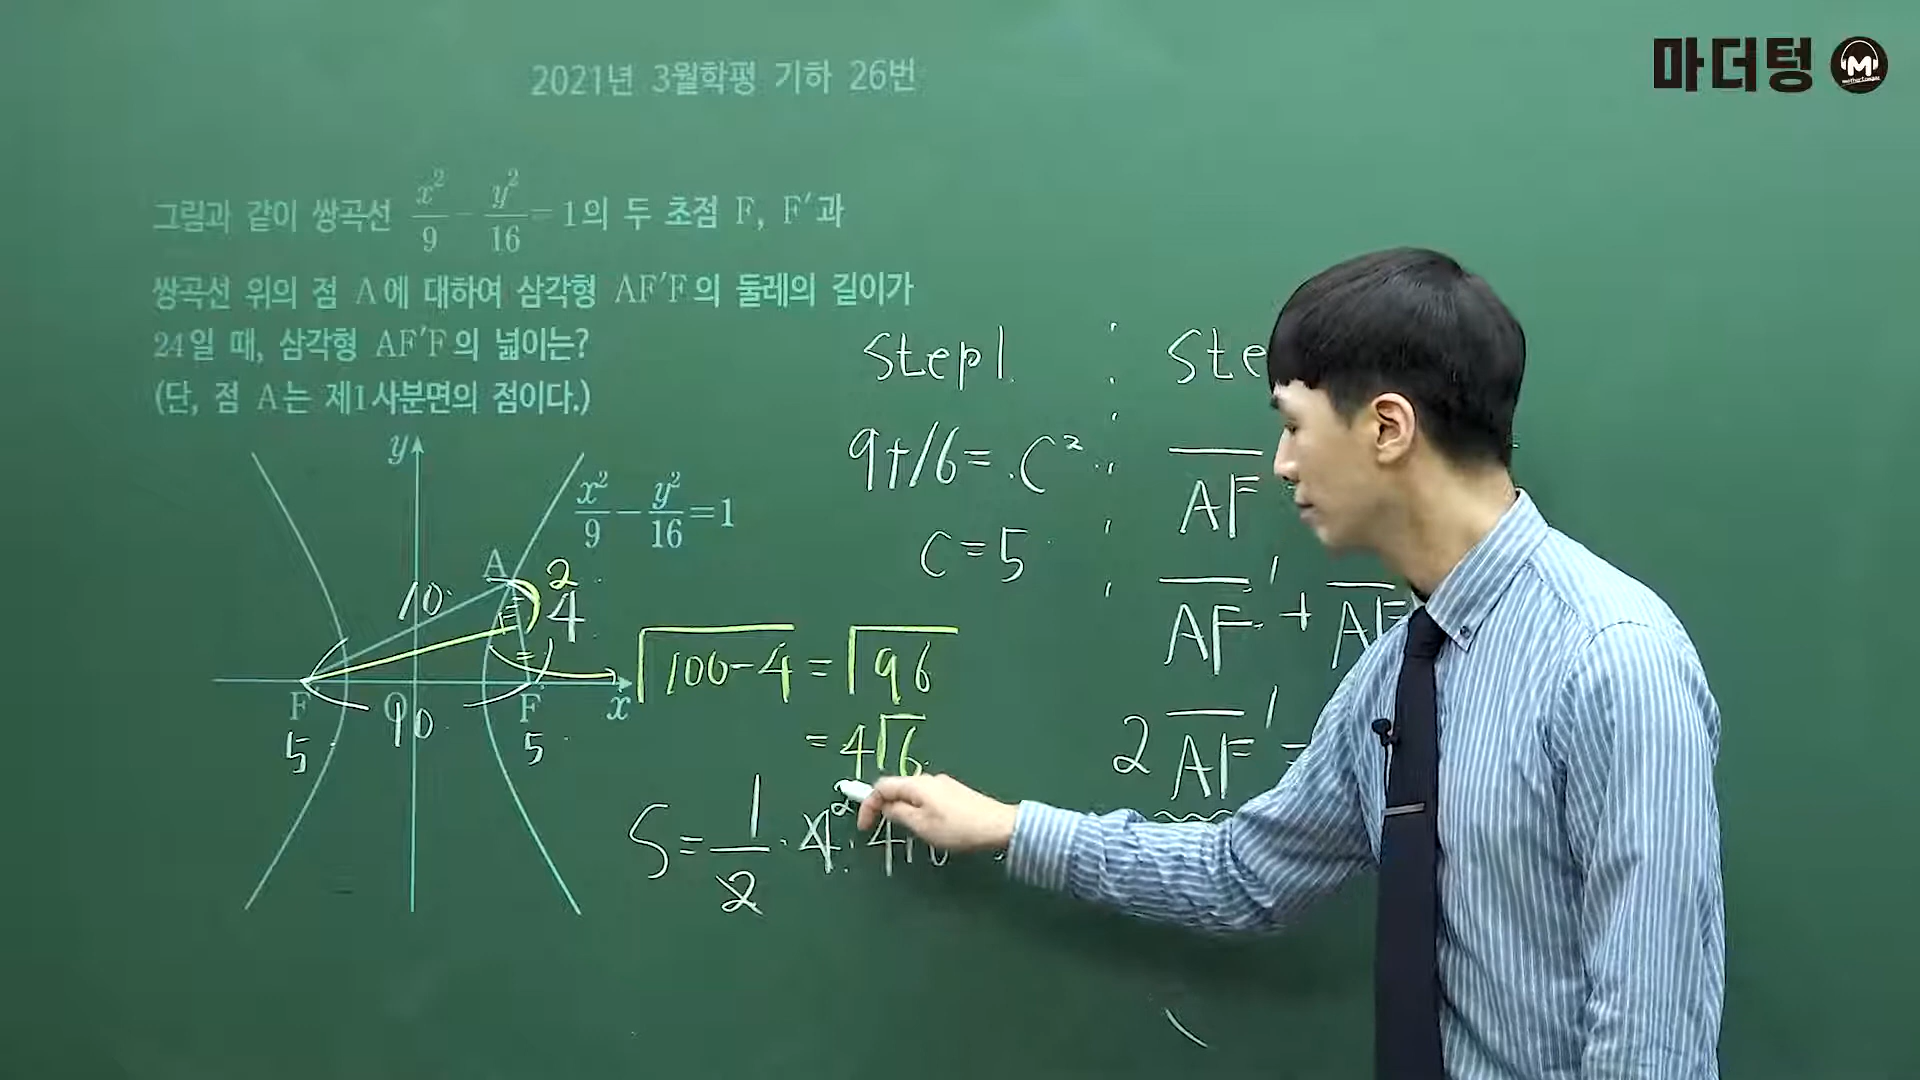 마더텅
2021년 3월학평 기하 26번
그림과 같이 쌍곡선 x²/9 - y²/16 = 1의 두 초점 F, F′과
쌍곡선 위의 점 A에 대하여 삼각형 AF′F의 둘레의 길이가
24일 때, 삼각형 AF′F의 넓이는?
(단, 점 A는 제1사분면의 점이다.)
y
x²/9 - y²/16 = 1
A
2
10
4
F O F x
10
5 5
√100-4 = √96
= 4√6
S = 1/2 · 4 2 · 4√6
Step1.
9+16=C²
C=5
Ste
AF
AF′ + AF
2AF′ =